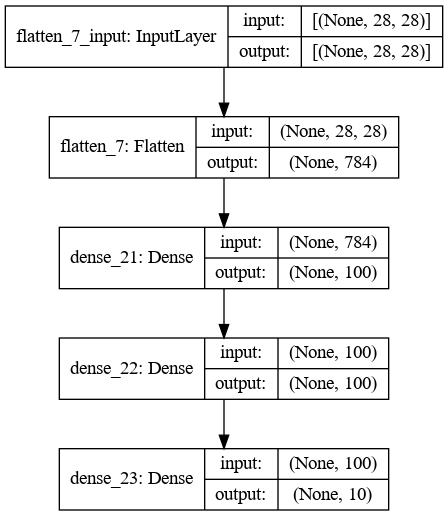 flatten_7_input: InputLayer
input: [(None, 28, 28)]
output: [(None, 28, 28)]
flatten_7: Flatten
input: (None, 28, 28)
output: (None, 784)
dense_21: Dense
input: (None, 784)
output: (None, 100)
dense_22: Dense
input: (None, 100)
output: (None, 100)
dense_23: Dense
input: (None, 100)
output: (None, 10)